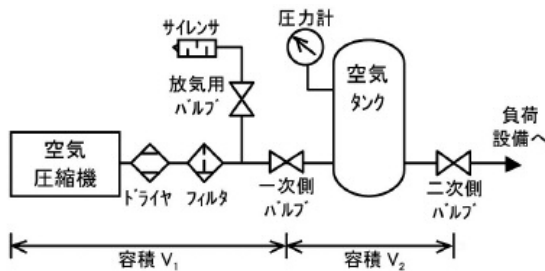 サイレンサ
圧力計
放気用
バルブ
空気
タンク
負荷
設備へ
空気
圧縮機
ドライヤ
フィルタ
一次側
バルブ
二次側
バルブ
容積 V₁
容積 V₂